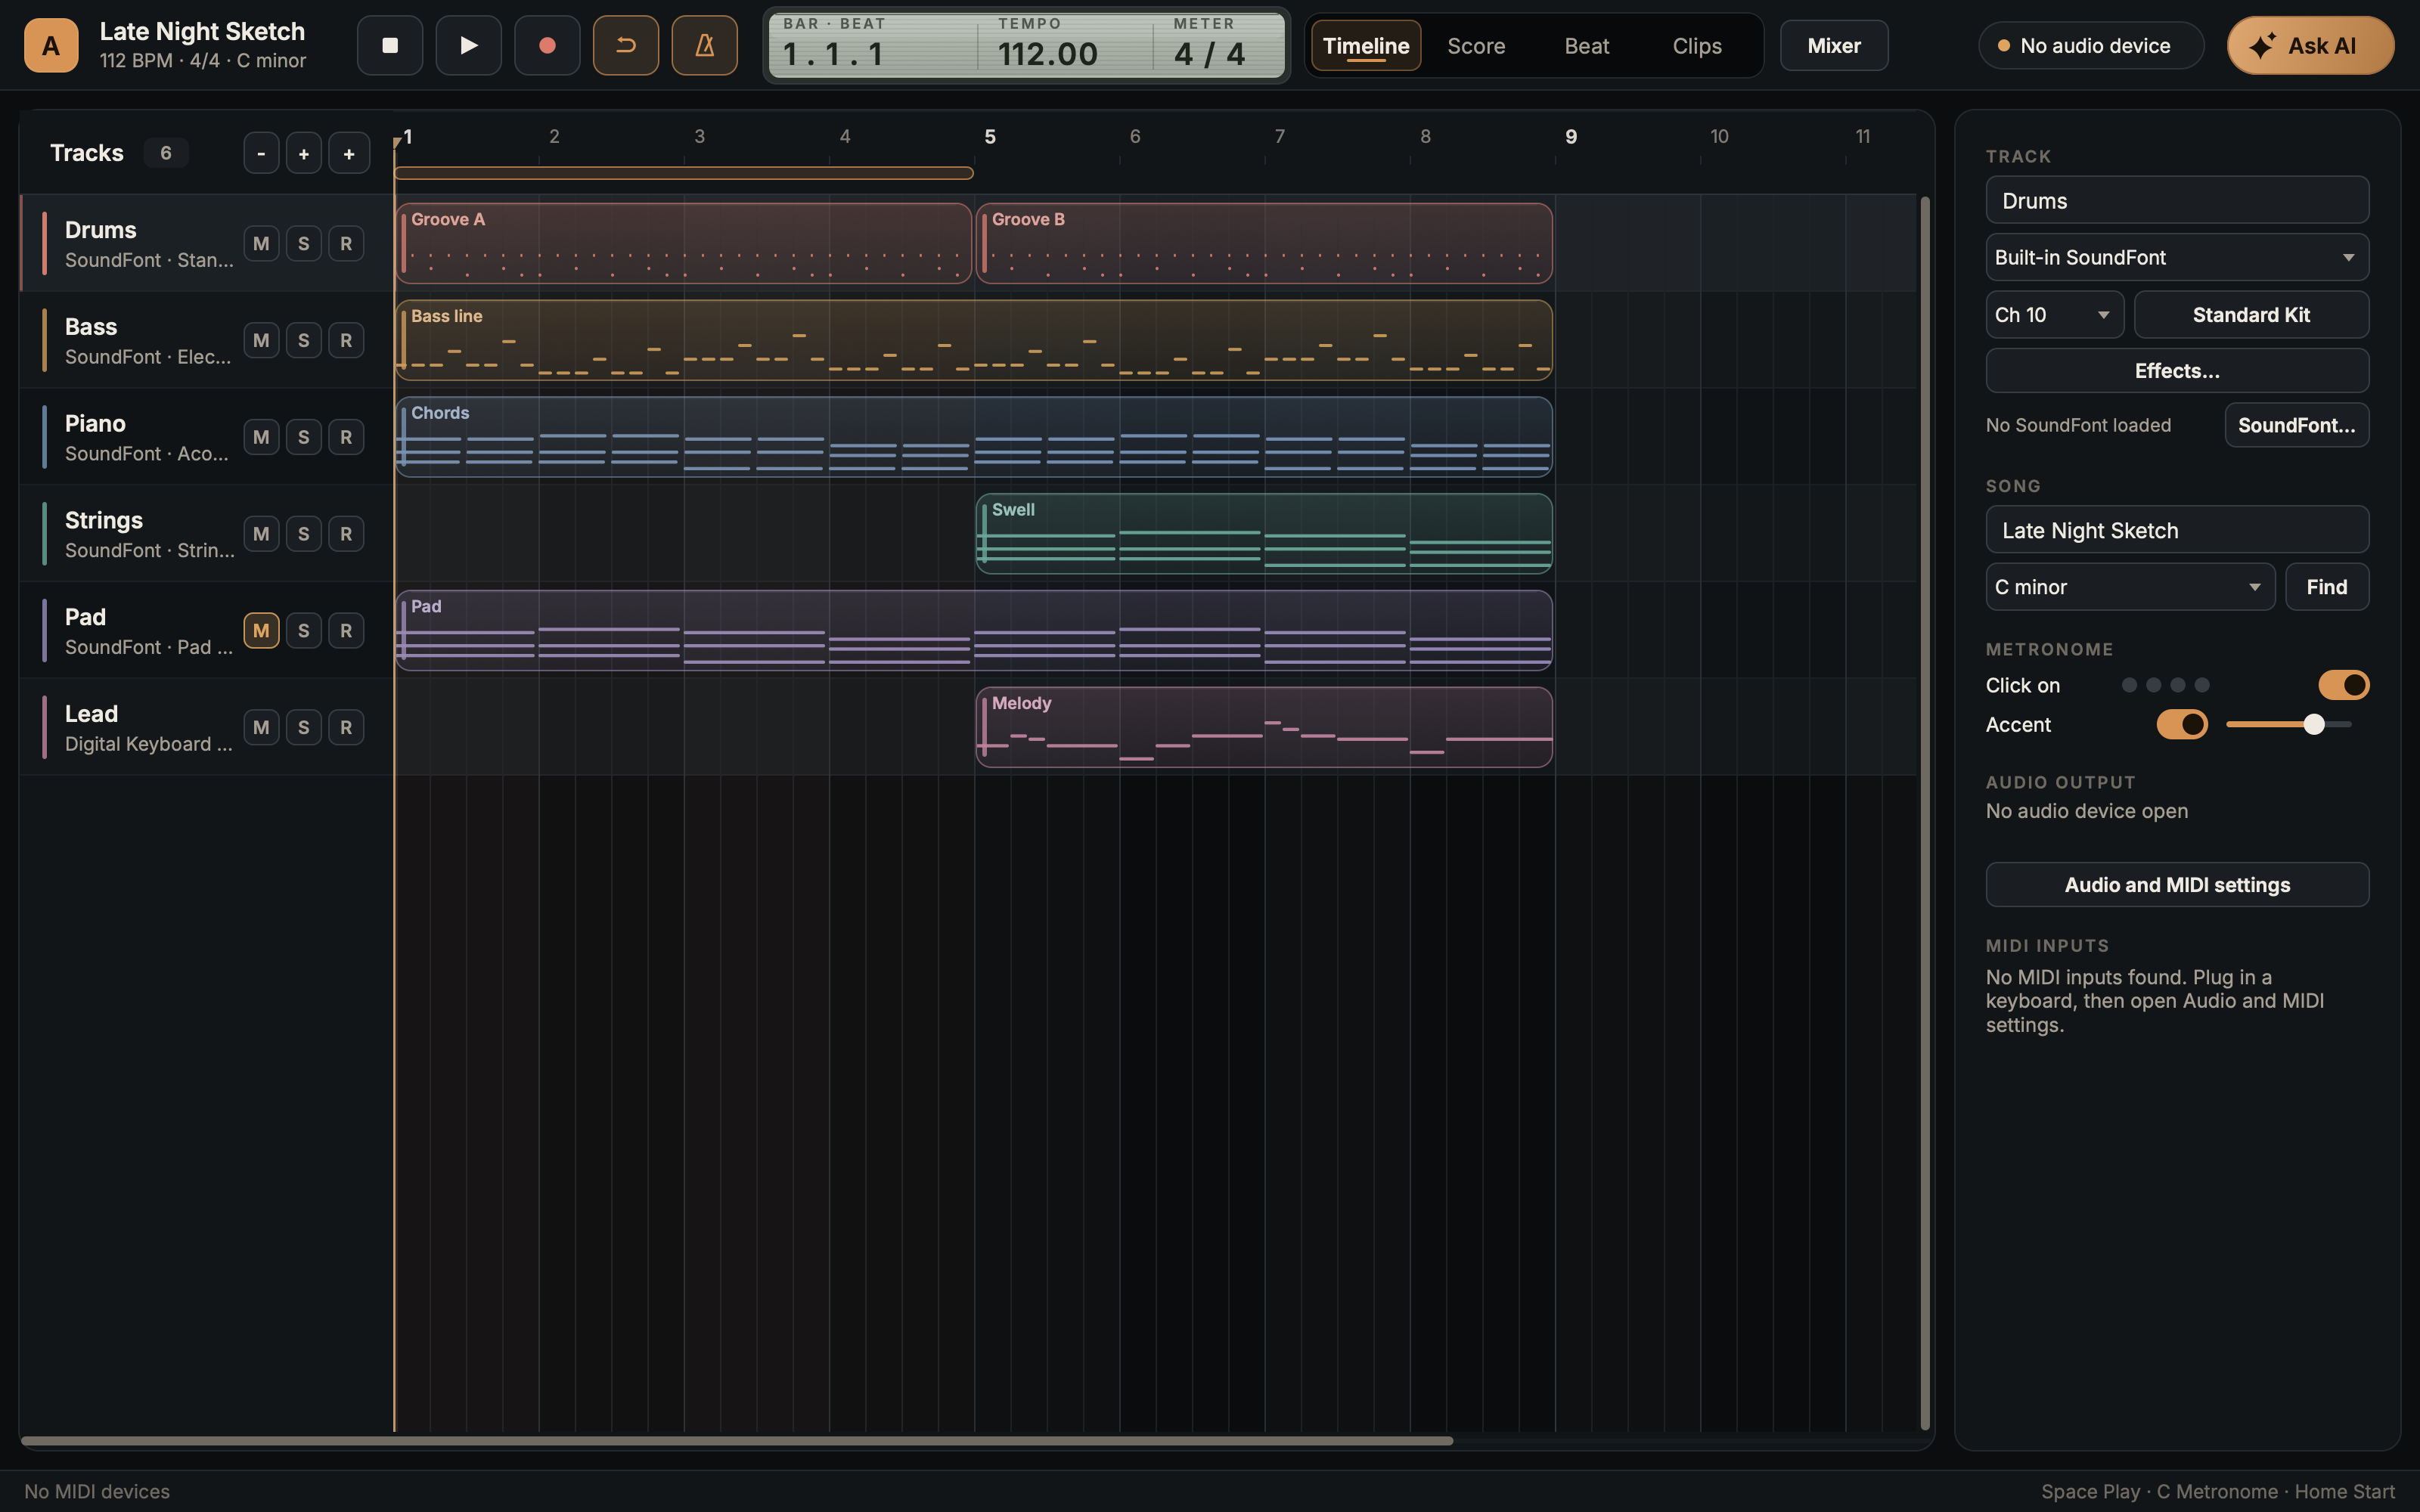 A
Late Night Sketch
112 BPM · 4/4 · C minor
BAR · BEAT
1 . 1 . 1
TEMPO
112.00
METER
4 / 4
Timeline
Score
Beat
Clips
Mixer
No audio device
Ask AI
Tracks 6 - + +
1 2 3 4 5 6 7 8 9 10 11
Drums
SoundFont · Stan...
M S R
Groove A
Groove B
Bass
SoundFont · Elec...
M S R
Bass line
Piano
SoundFont · Aco...
M S R
Chords
Strings
SoundFont · Strin...
M S R
Swell
Pad
SoundFont · Pad ...
M S R
Pad
Lead
Digital Keyboard ...
M S R
Melody
TRACK
Drums
Built-in SoundFont
Ch 10
Standard Kit
Effects...
No SoundFont loaded
SoundFont...
SONG
Late Night Sketch
C minor
Find
METRONOME
Click on
Accent
AUDIO OUTPUT
No audio device open
Audio and MIDI settings
MIDI INPUTS
No MIDI inputs found. Plug in a
keyboard, then open Audio and MIDI
settings.
No MIDI devices
Space Play · C Metronome · Home Start